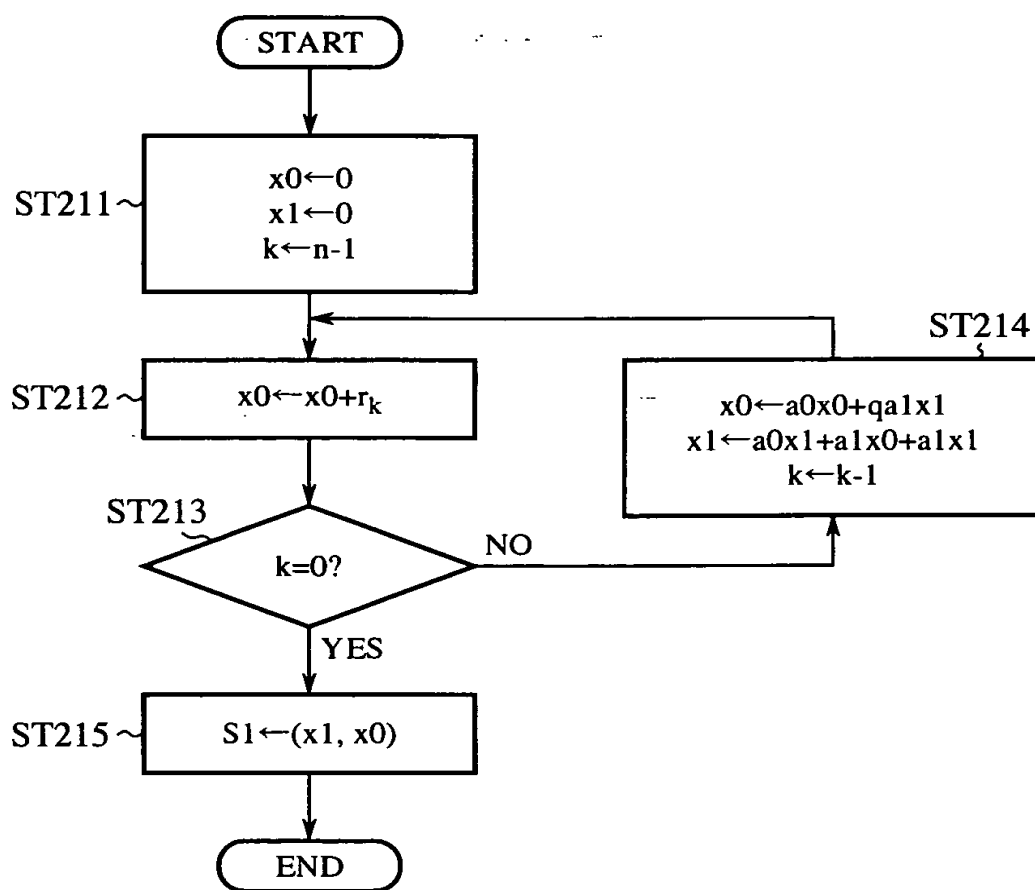 START
ST211
x0←0
x1←0
k←n-1
ST214
ST212
x0←x0+rk
x0←a0x0+qa1x1
x1←a0x1+a1x0+a1x1
k←k-1
ST213
k=0?
NO
YES
ST215
S1←(x1, x0)
END